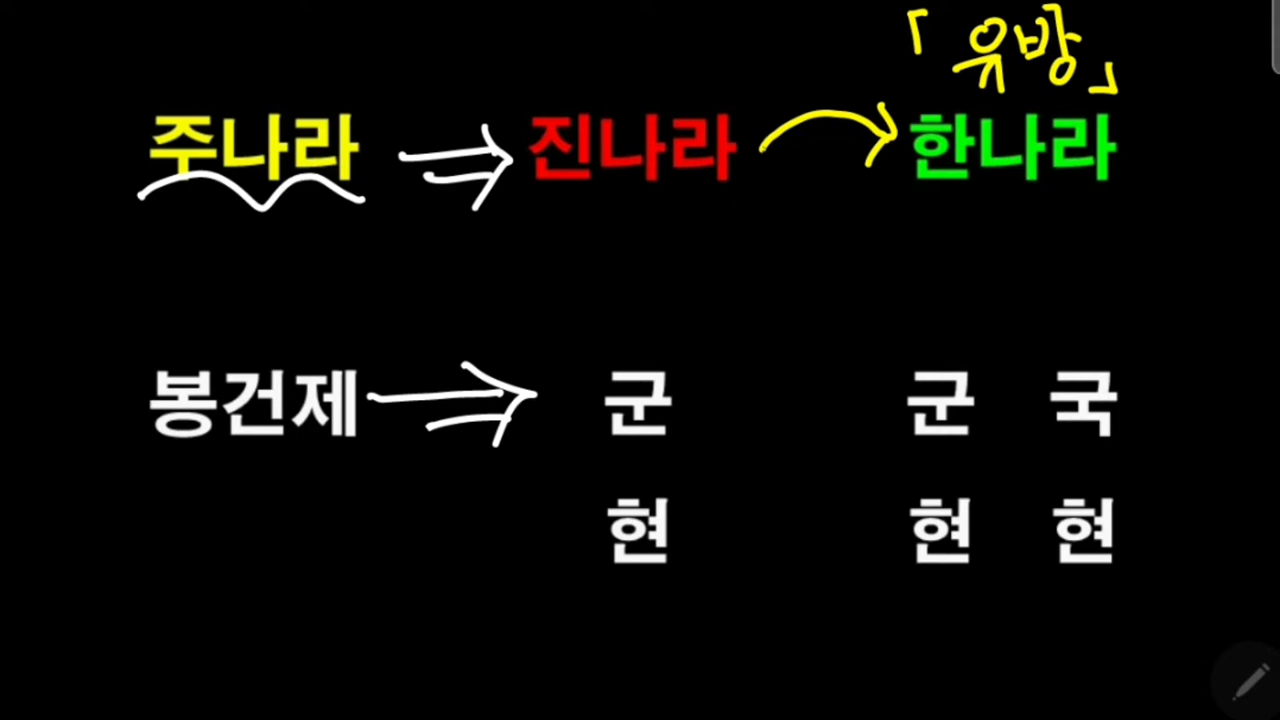 「유방」
주나라 진나라 한나라
봉건제 군 군 국
현 현 현